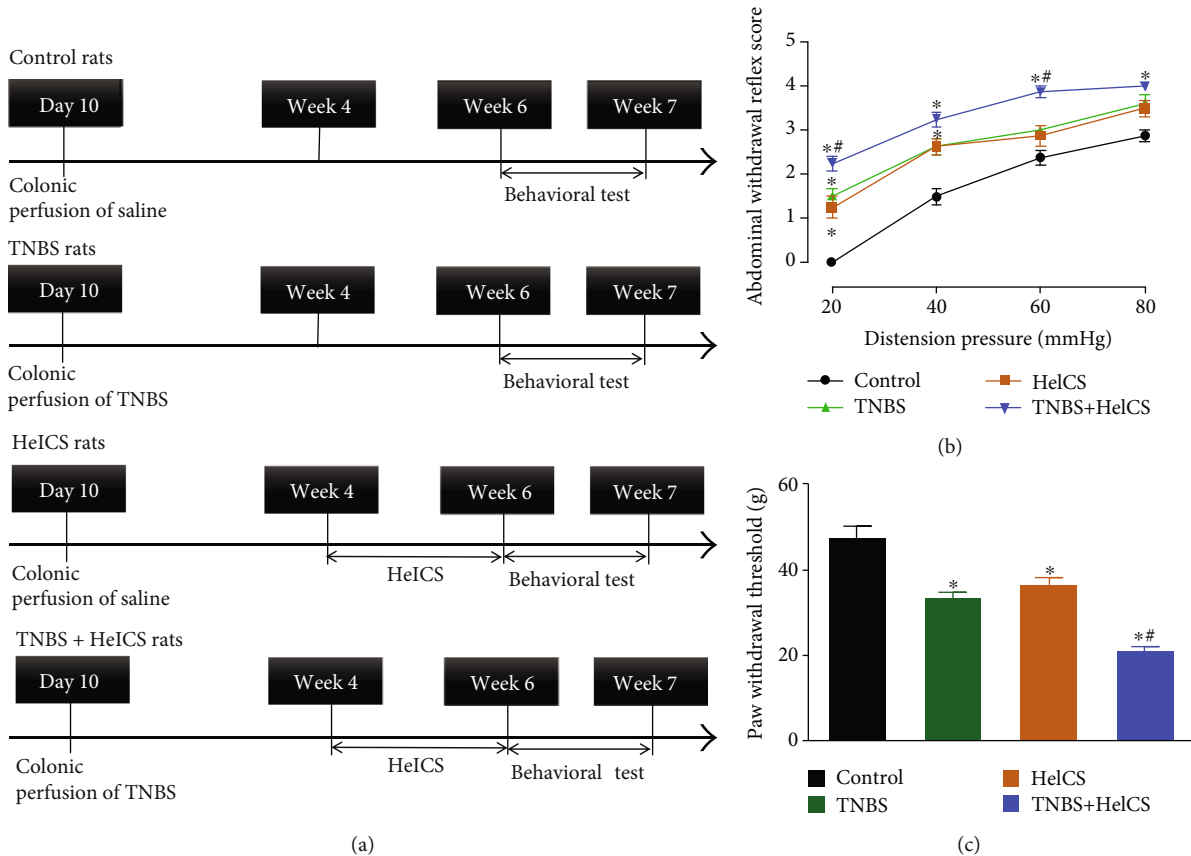 Control rats
Day 10
Week 4
Week 6
Week 7
Colonic
perfusion of saline
Behavioral test
TNBS rats
Day 10
Week 4
Week 6
Week 7
Colonic
perfusion of TNBS
Behavioral test
HeICS rats
Day 10
Week 4
Week 6
Week 7
Colonic
perfusion of saline
HeICS
Behavioral test
TNBS + HeICS rats
Day 10
Week 4
Week 6
Week 7
Colonic
perfusion of TNBS
HeICS
Behavioral test
(a)
Abdominal withdrawal reflex score
5
4
3
2
1
0
*#
*
*
*
*
*#
*
20
40
60
80
Distension pressure (mmHg)
Control
HelCS
TNBS
TNBS+HelCS
(b)
Paw withdrawal threshold (g)
60
40
20
0
*
*
*#
Control
HelCS
TNBS
TNBS+HelCS
(c)